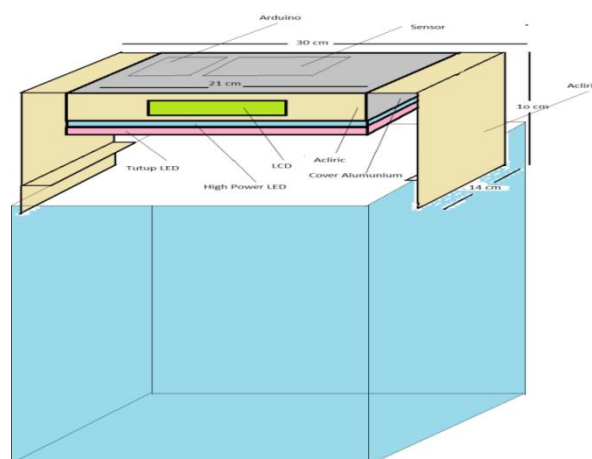 Arduino
Sensor
30 cm
21 cm
Acliri
1o cm
Tutup LED
LCD
Acliric
Cover Alumunium
High Power LED
14 cm